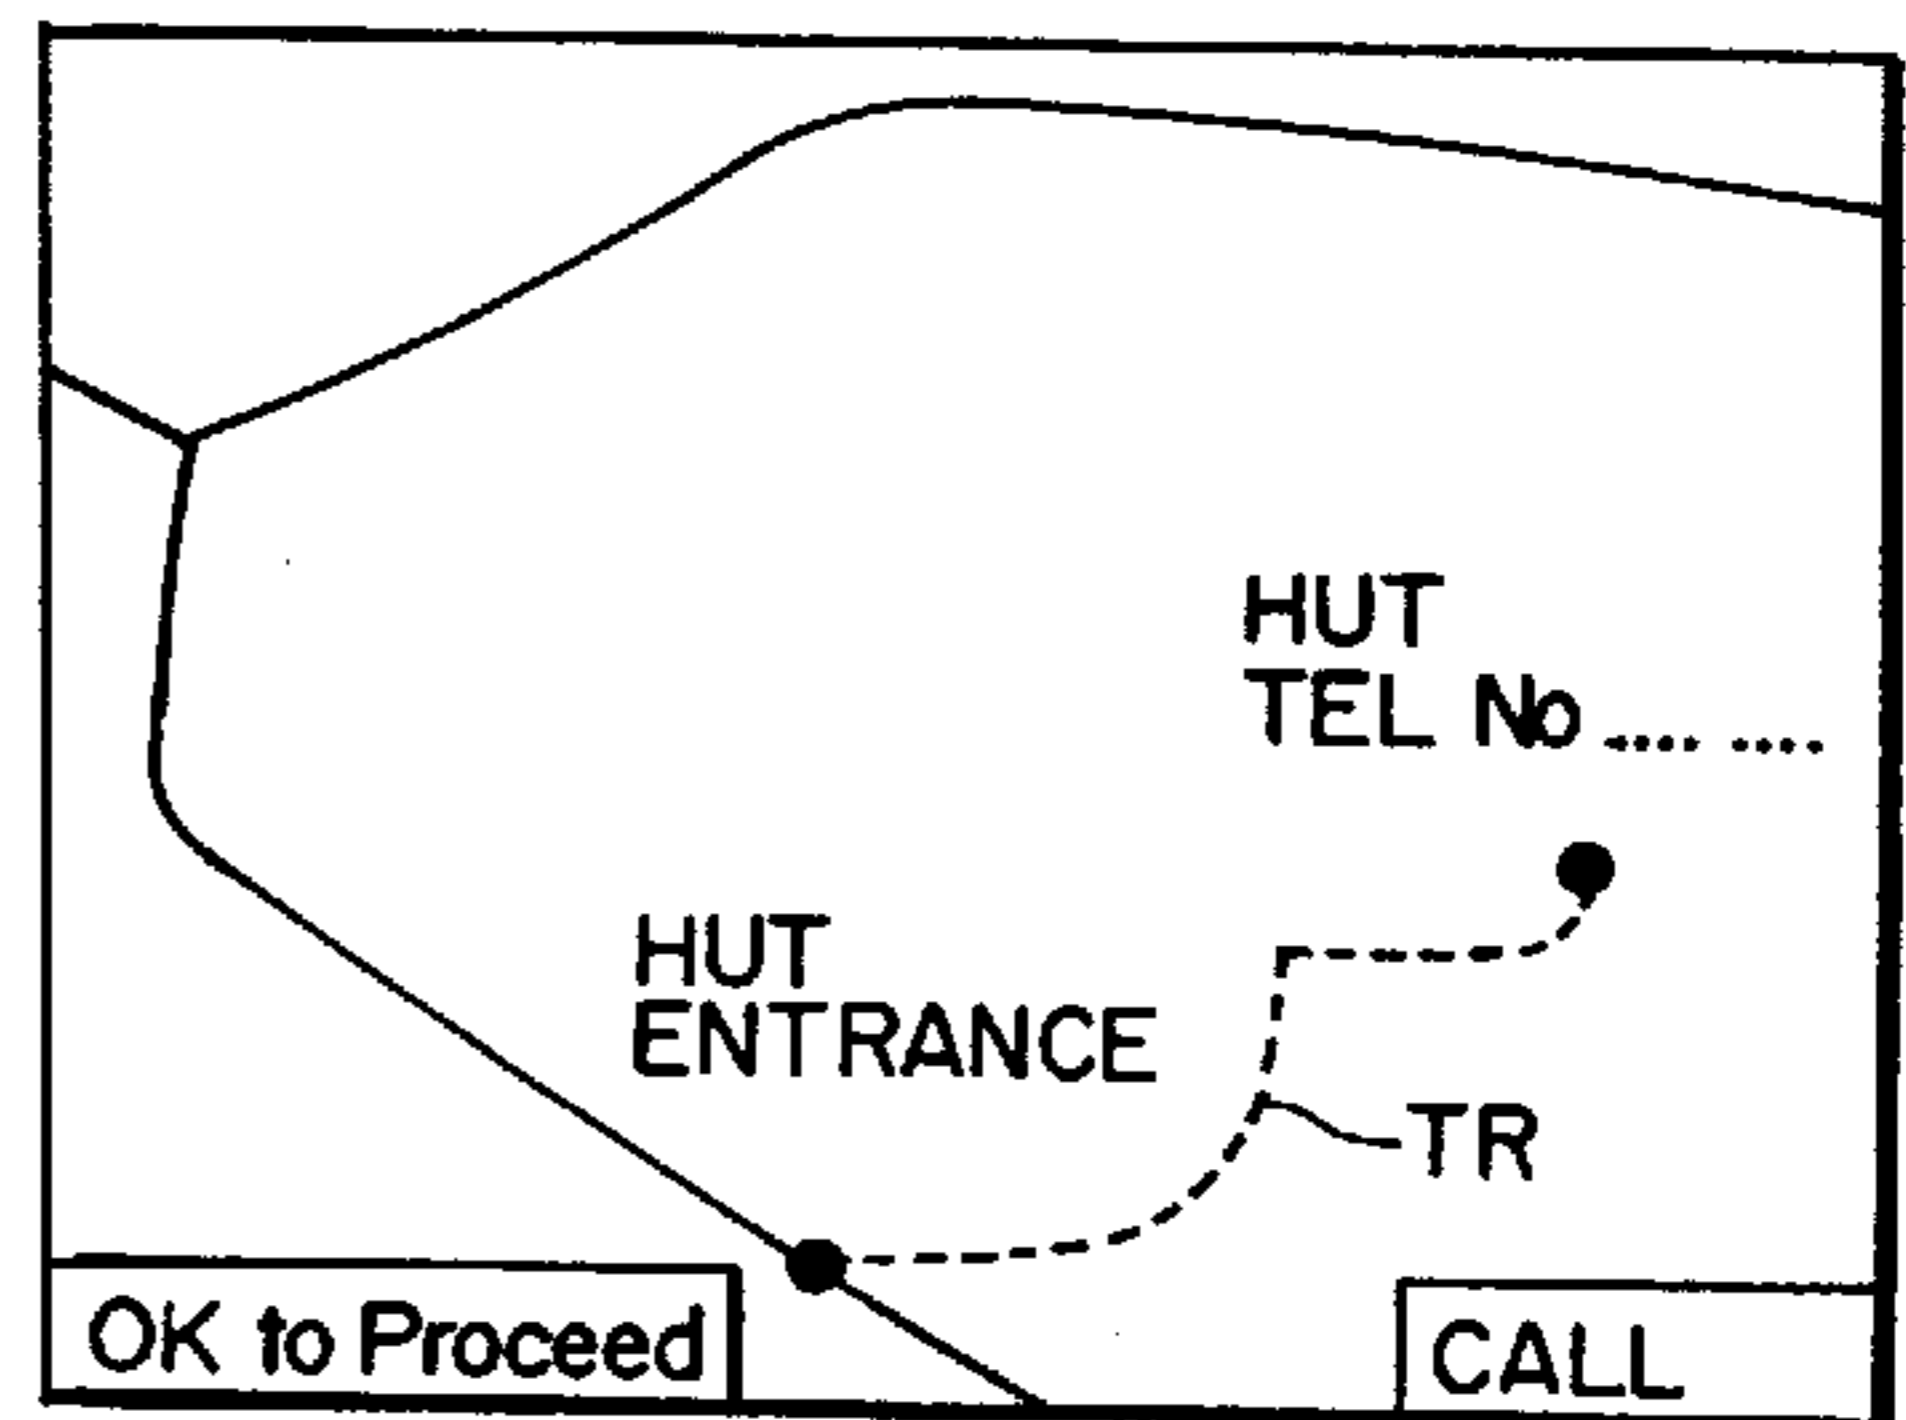 HUT
TEL No.... ....
HUT
ENTRANCE
TR
OK to Proceed
CALL